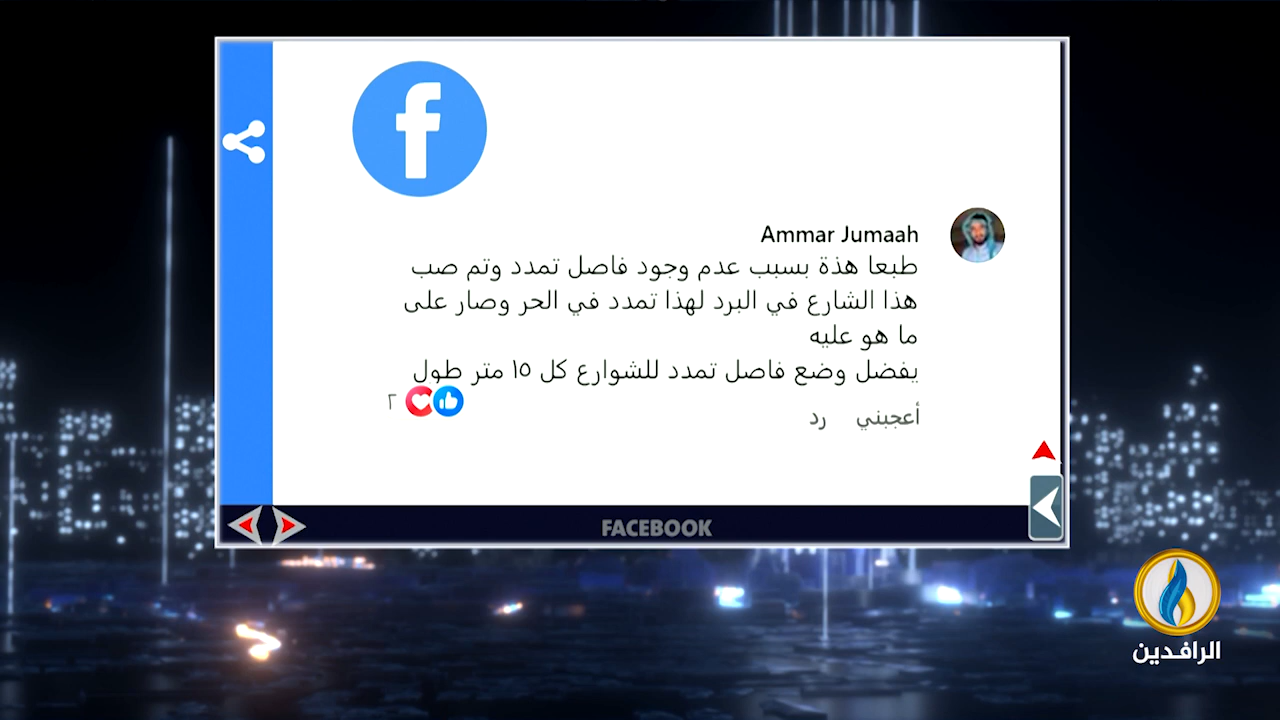 Ammar Jumaah
طبعا هذة بسبب عدم وجود فاصل تمدد وتم صب
هذا الشارع في البرد لهذا تمدد في الحر وصار على
ما هو عليه
يفضل وضع فاصل تمدد للشوارع كل ١٥ متر طول
أعجبني رد
٢
FACEBOOK
الرافدين